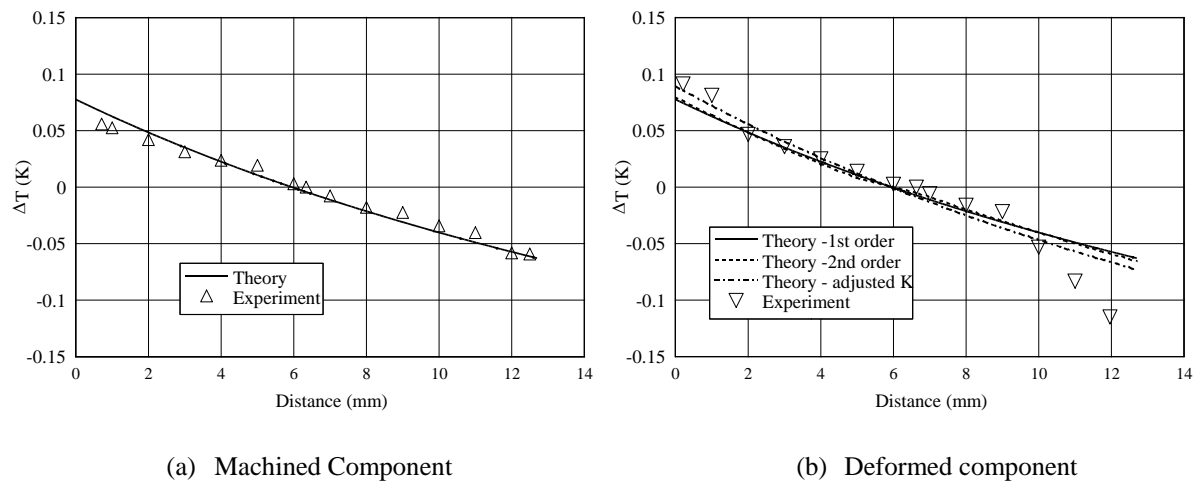 0.15
0.1
0.05
0
-0.05
-0.1
-0.15
ΔT (K)
Theory
Experiment
0 2 4 6 8 10 12 14
Distance (mm)
(a) Machined Component
0.15
0.1
0.05
0
-0.05
-0.1
-0.15
ΔT (K)
Theory -1st order
Theory -2nd order
Theory - adjusted K
Experiment
0 2 4 6 8 10 12 14
Distance (mm)
(b) Deformed component